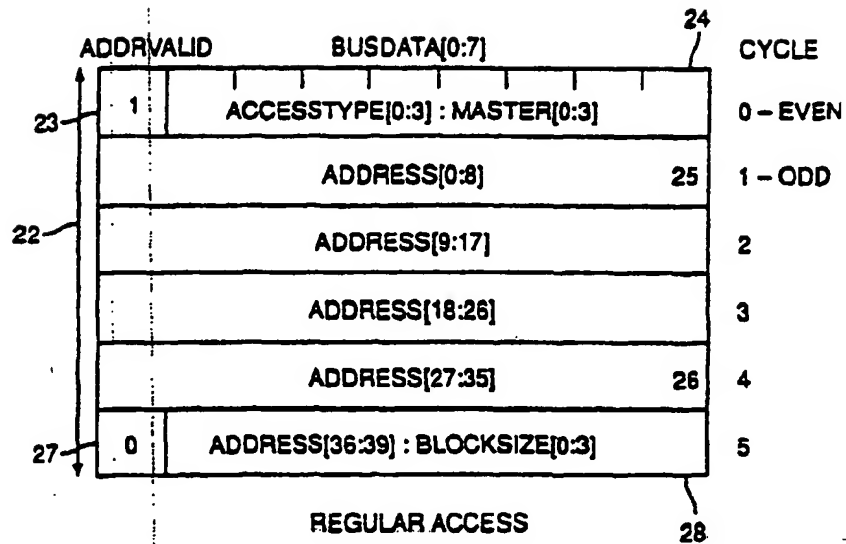 24
ADDRVALID BUSDATA[0:7] CYCLE
23 1 ACCESSTYPE[0:3] : MASTER[0:3] 0 – EVEN
ADDRESS[0:8] 25 1 – ODD
22 ADDRESS[9:17] 2
ADDRESS[18:26] 3
ADDRESS[27:35] 26 4
27 0 ADDRESS[36:39] : BLOCKSIZE[0:3] 5
REGULAR ACCESS 28